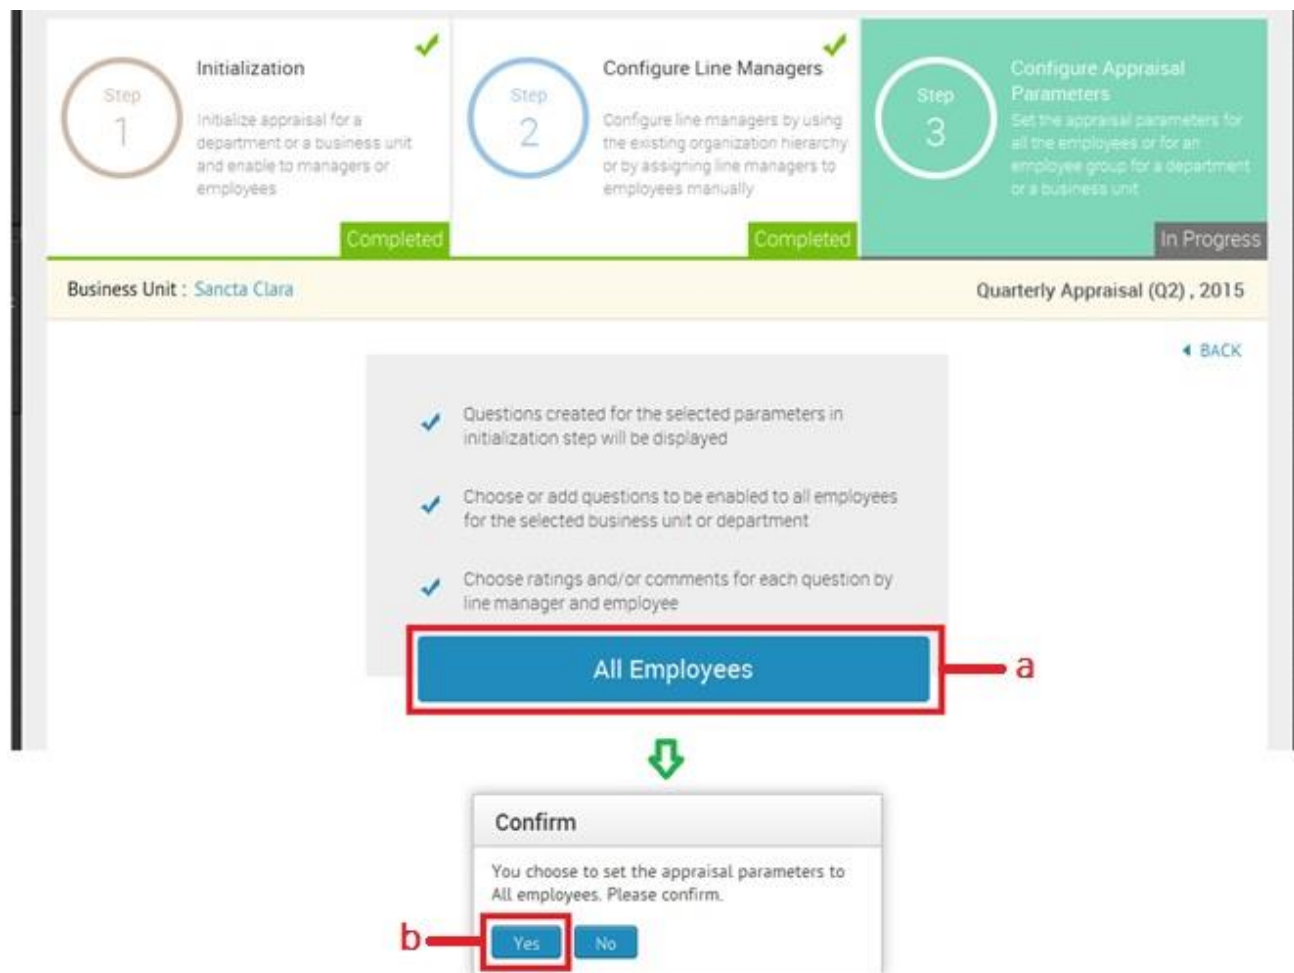 Step
1
Initialization
Initialize appraisal for a
department or a business unit
and enable to managers or
employees
Completed
Step
2
Configure Line Managers
Configure line managers by using
the existing organization hierarchy
or by assigning line managers to
employees manually
Completed
Step
3
Configure Appraisal
Parameters
Set the appraisal parameters for
all the employees or for an
employee group for a department
or a business unit
In Progress
Business Unit : Sancta Clara
Quarterly Appraisal (Q2) , 2015
BACK
Questions created for the selected parameters in
initialization step will be displayed
Choose or add questions to be enabled to all employees
for the selected business unit or department
Choose ratings and/or comments for each question by
line manager and employee
All Employees
a
Confirm
You choose to set the appraisal parameters to
All employees. Please confirm.
b
Yes
No